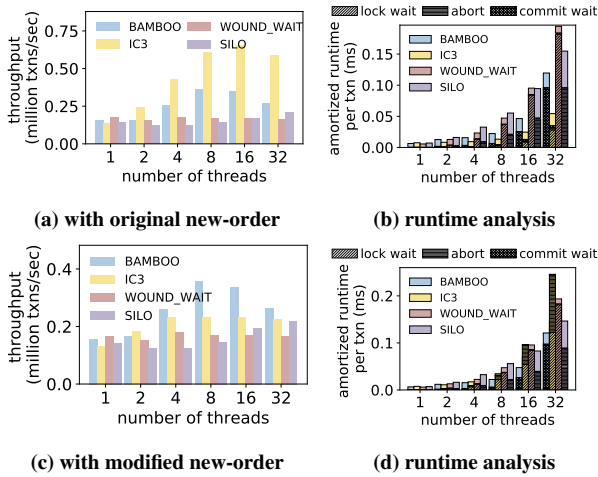 throughput
(million txns/sec)
0.75
0.50
0.25
0.00
BAMBOO
IC3
WOUND_WAIT
SILO
1 2 4 8 16 32
number of threads
(a) with original new-order
lock wait abort commit wait
amortized runtime
per txn (ms)
0.15
0.10
0.05
0.00
BAMBOO
IC3
WOUND_WAIT
SILO
1 2 4 8 16 32
number of threads
(b) runtime analysis
throughput
(million txns/sec)
0.4
0.2
0.0
BAMBOO
IC3
WOUND_WAIT
SILO
1 2 4 8 16 32
number of threads
(c) with modified new-order
lock wait abort commit wait
amortized runtime
per txn (ms)
0.2
0.1
0.0
BAMBOO
IC3
WOUND_WAIT
SILO
1 2 4 8 16 32
number of threads
(d) runtime analysis